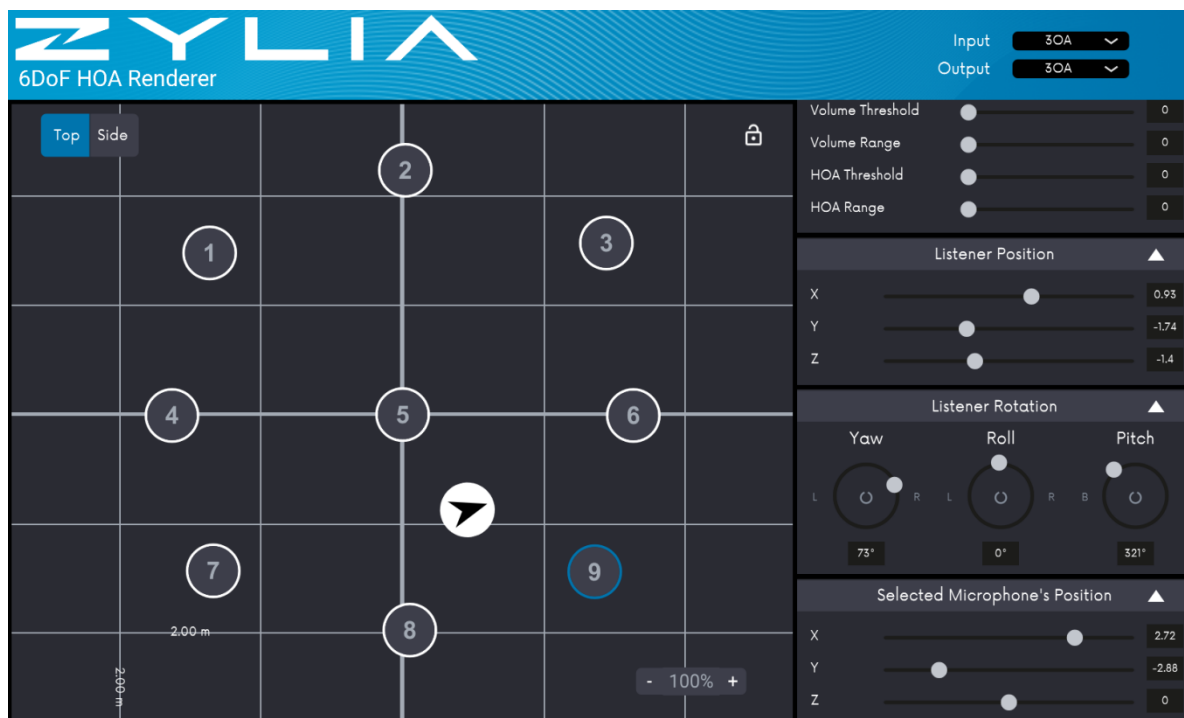 ZYLIA
6DoF HOA Renderer
Input 3OA
Output 3OA
Top Side
2
1
3
4
5
6
7
9
8
2.00 m
2.00 m
- 100% +
Volume Threshold 0
Volume Range 0
HOA Threshold 0
HOA Range 0
Listener Position
X 0.93
Y -1.74
Z -1.4
Listener Rotation
Yaw Roll Pitch
L R L R B
73° 0° 321°
Selected Microphone's Position
X 2.72
Y -2.88
Z 0